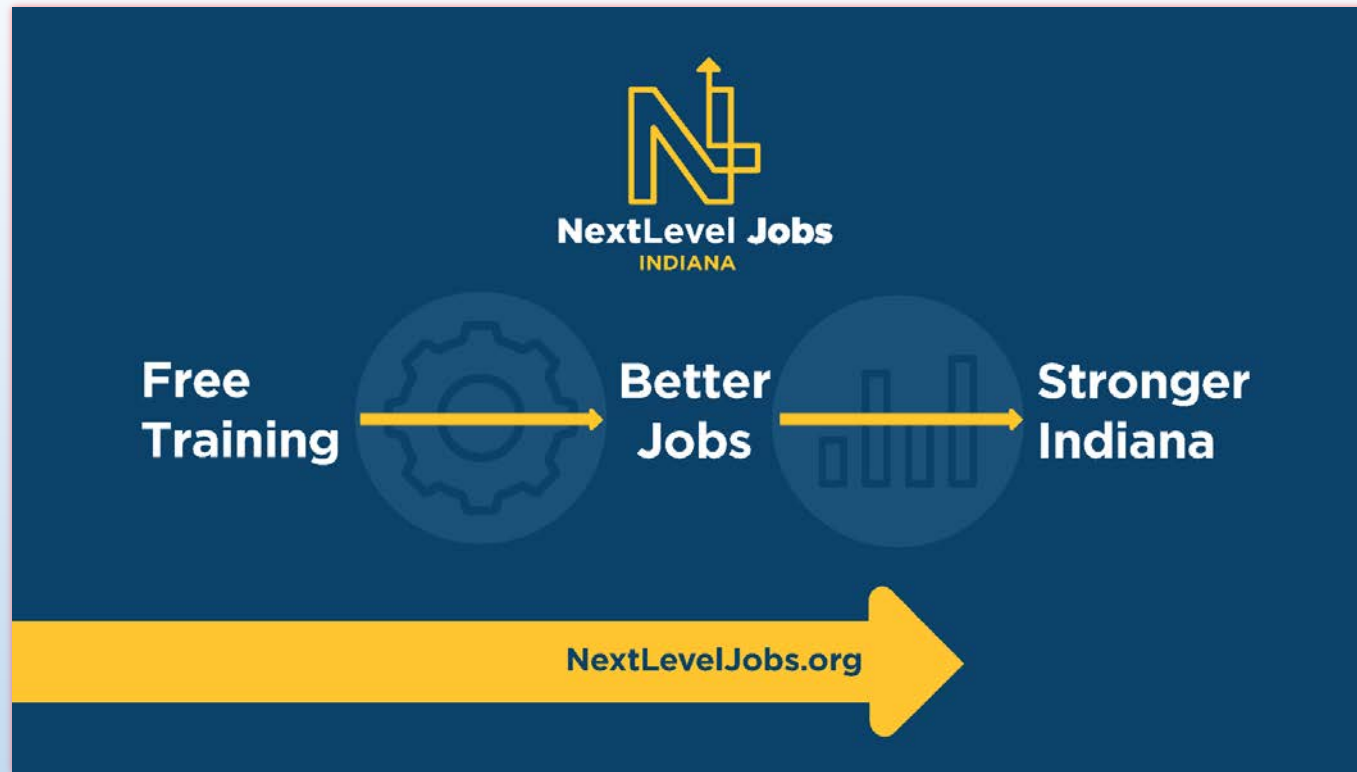 NextLevel Jobs
INDIANA
Free
Training
Better
Jobs
Stronger
Indiana
NextLevelJobs.org